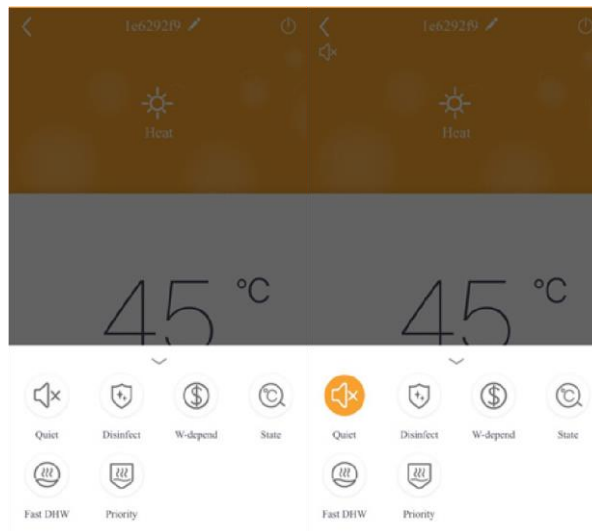 1e6292f9
Heat
45 °C
Quiet
Disinfect
W-depend
State
Fast DHW
Priority
1e6292f9
Heat
45 °C
Quiet
Disinfect
W-depend
State
Fast DHW
Priority